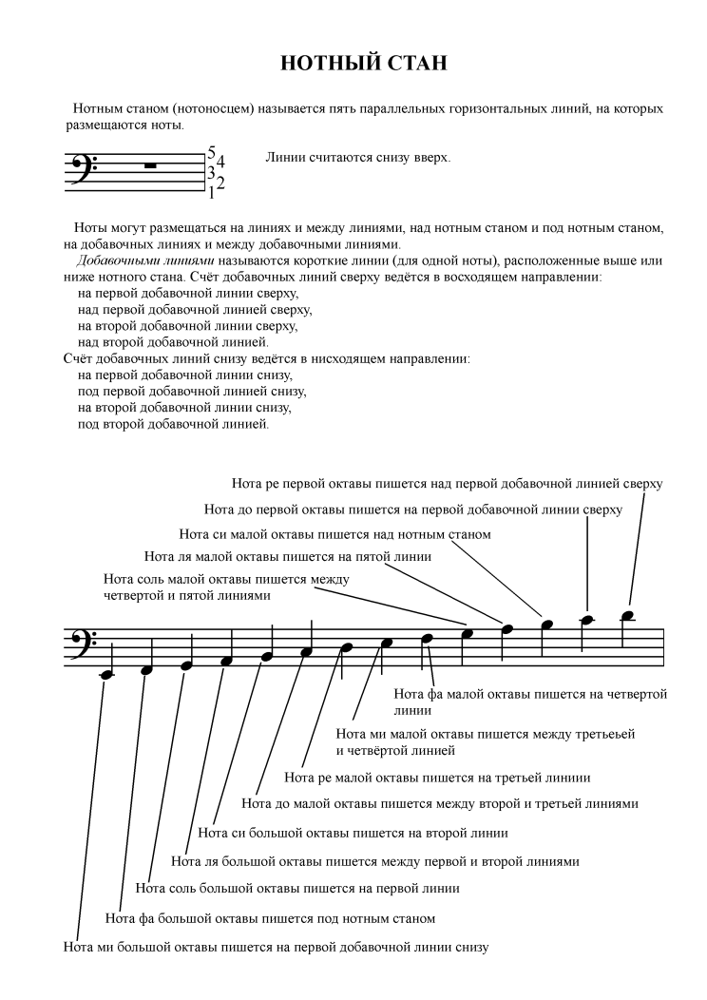 НОТНЫЙ СТАН
Нотным станом (нотоносцем) называется пять параллельных горизонтальных линий, на которых
размещаются ноты.
5
4
3
2
1
Линии считаются снизу вверх.
Ноты могут размещаться на линиях и между линиями, над нотным станом и под нотным станом,
на добавочных линиях и между добавочными линиями.
Добавочными линиями называются короткие линии (для одной ноты), расположенные выше или
ниже нотного стана. Счёт добавочных линий сверху ведётся в восходящем направлении:
на первой добавочной линии сверху,
над первой добавочной линией сверху,
на второй добавочной линии сверху,
над второй добавочной линией.
Счёт добавочных линий снизу ведётся в нисходящем направлении:
на первой добавочной линии снизу,
под первой добавочной линией снизу,
на второй добавочной линии снизу,
под второй добавочной линией.
Нота ре первой октавы пишется над первой добавочной линией сверху
Нота до первой октавы пишется на первой добавочной линии сверху
Нота си малой октавы пишется над нотным станом
Нота ля малой октавы пишется на пятой линии
Нота соль малой октавы пишется между
четвертой и пятой линиями
Нота фа малой октавы пишется на четвертой
линии
Нота ми малой октавы пишется между третьеьей
и четвёртой линией
Нота ре малой октавы пишется на третьей линиии
Нота до малой октавы пишется между второй и третьей линиями
Нота си большой октавы пишется на второй линии
Нота ля большой октавы пишется между первой и второй линиями
Нота соль большой октавы пишется на первой линии
Нота фа большой октавы пишется под нотным станом
Нота ми большой октавы пишется на первой добавочной линии снизу